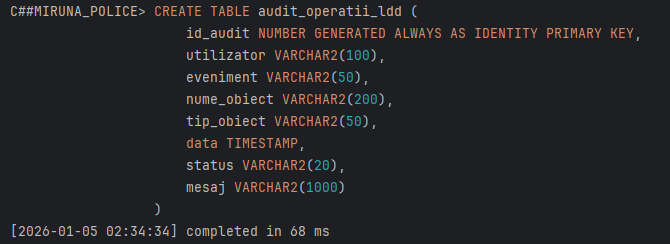 C##MIRUNA_POLICE> CREATE TABLE audit_operatii_ldd (
id_audit NUMBER GENERATED ALWAYS AS IDENTITY PRIMARY KEY,
utilizator VARCHAR2(100),
eveniment VARCHAR2(50),
nume_obiect VARCHAR2(200),
tip_obiect VARCHAR2(50),
data TIMESTAMP,
status VARCHAR2(20),
mesaj VARCHAR2(1000)
)
[2026-01-05 02:34:34] completed in 68 ms